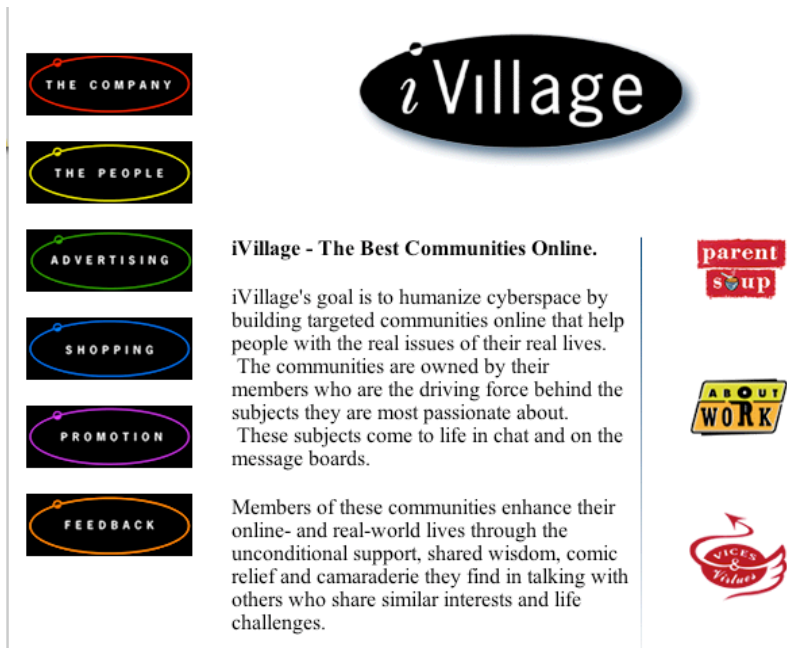 iVillage
THE COMPANY
THE PEOPLE
ADVERTISING
SHOPPING
PROMOTION
FEEDBACK
iVillage - The Best Communities Online.
iVillage's goal is to humanize cyberspace by
building targeted communities online that help
people with the real issues of their real lives.
The communities are owned by their
members who are the driving force behind the
subjects they are most passionate about.
These subjects come to life in chat and on the
message boards.
Members of these communities enhance their
online- and real-world lives through the
unconditional support, shared wisdom, comic
relief and camaraderie they find in talking with
others who share similar interests and life
challenges.
parent
soup
ABOUT
WORK
VICES
&
Virtues